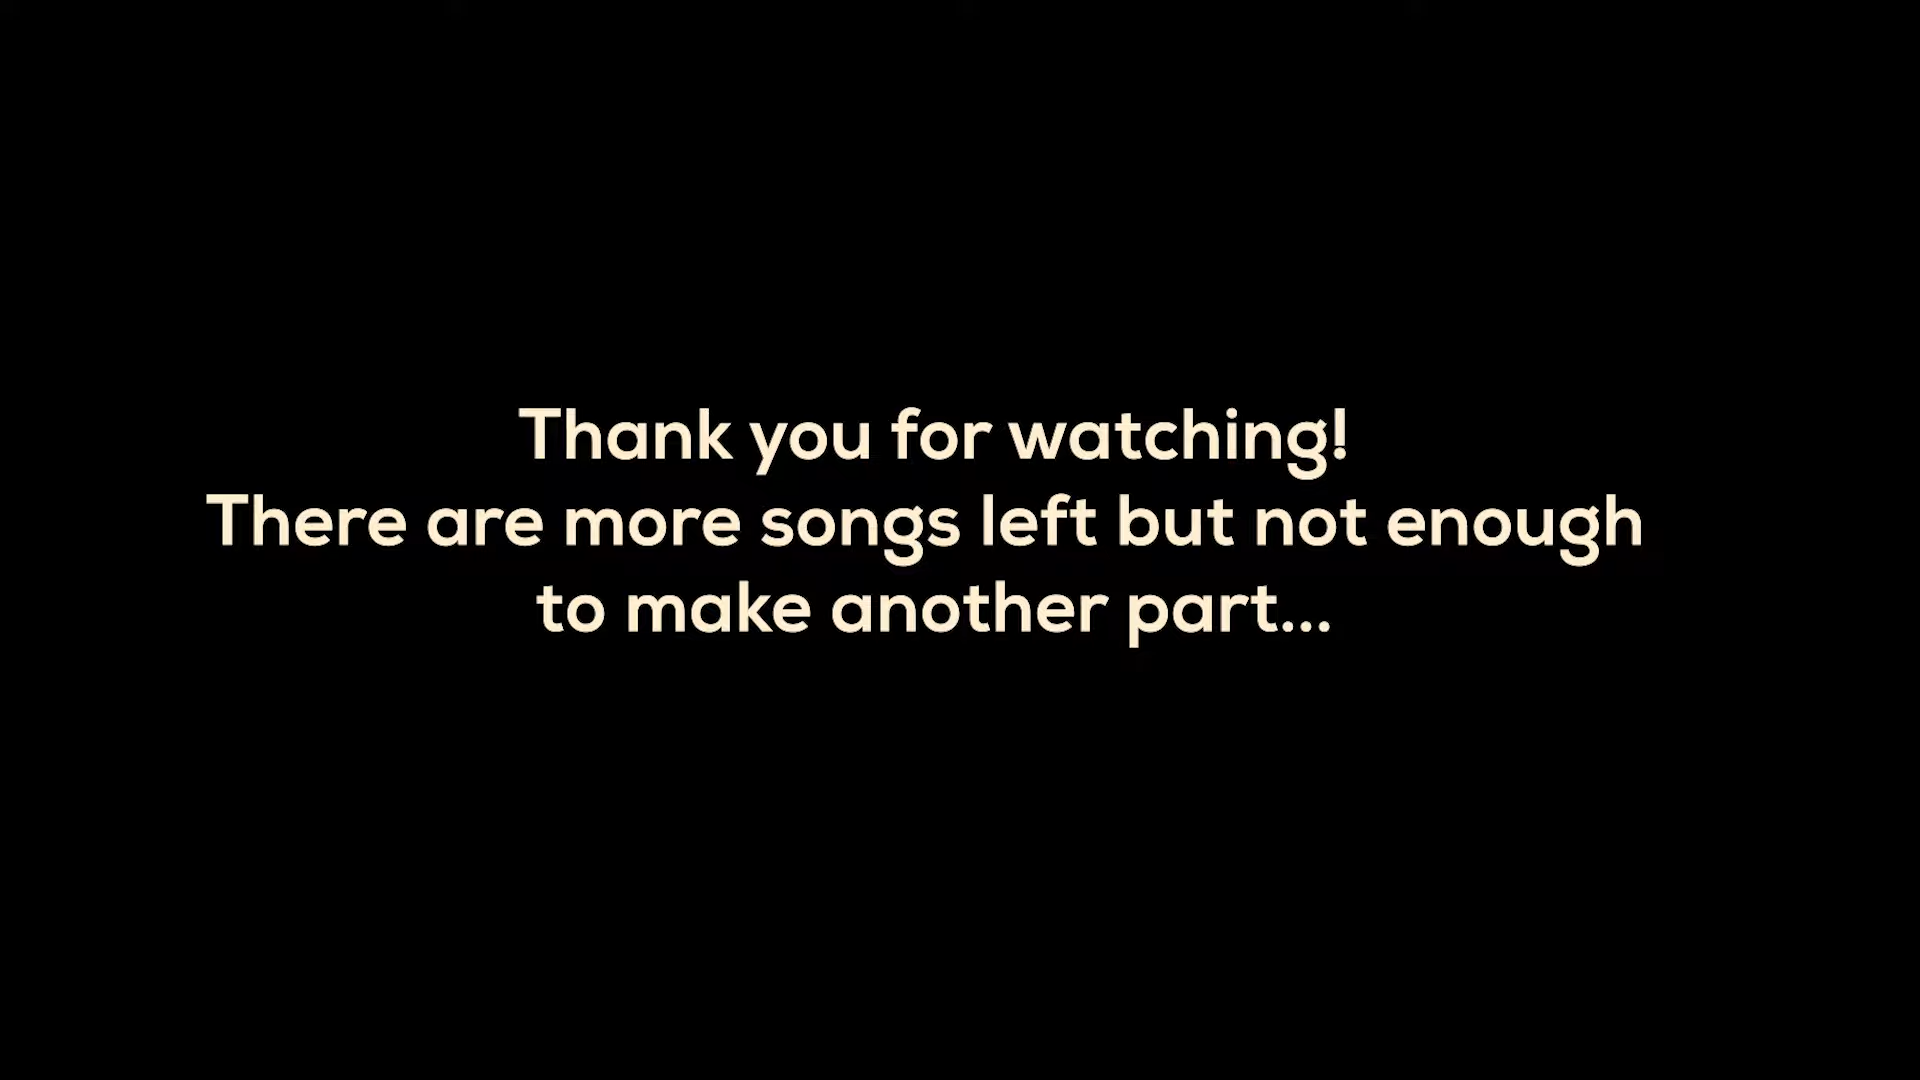 Thank you for watching!
There are more songs left but not enough
to make another part...